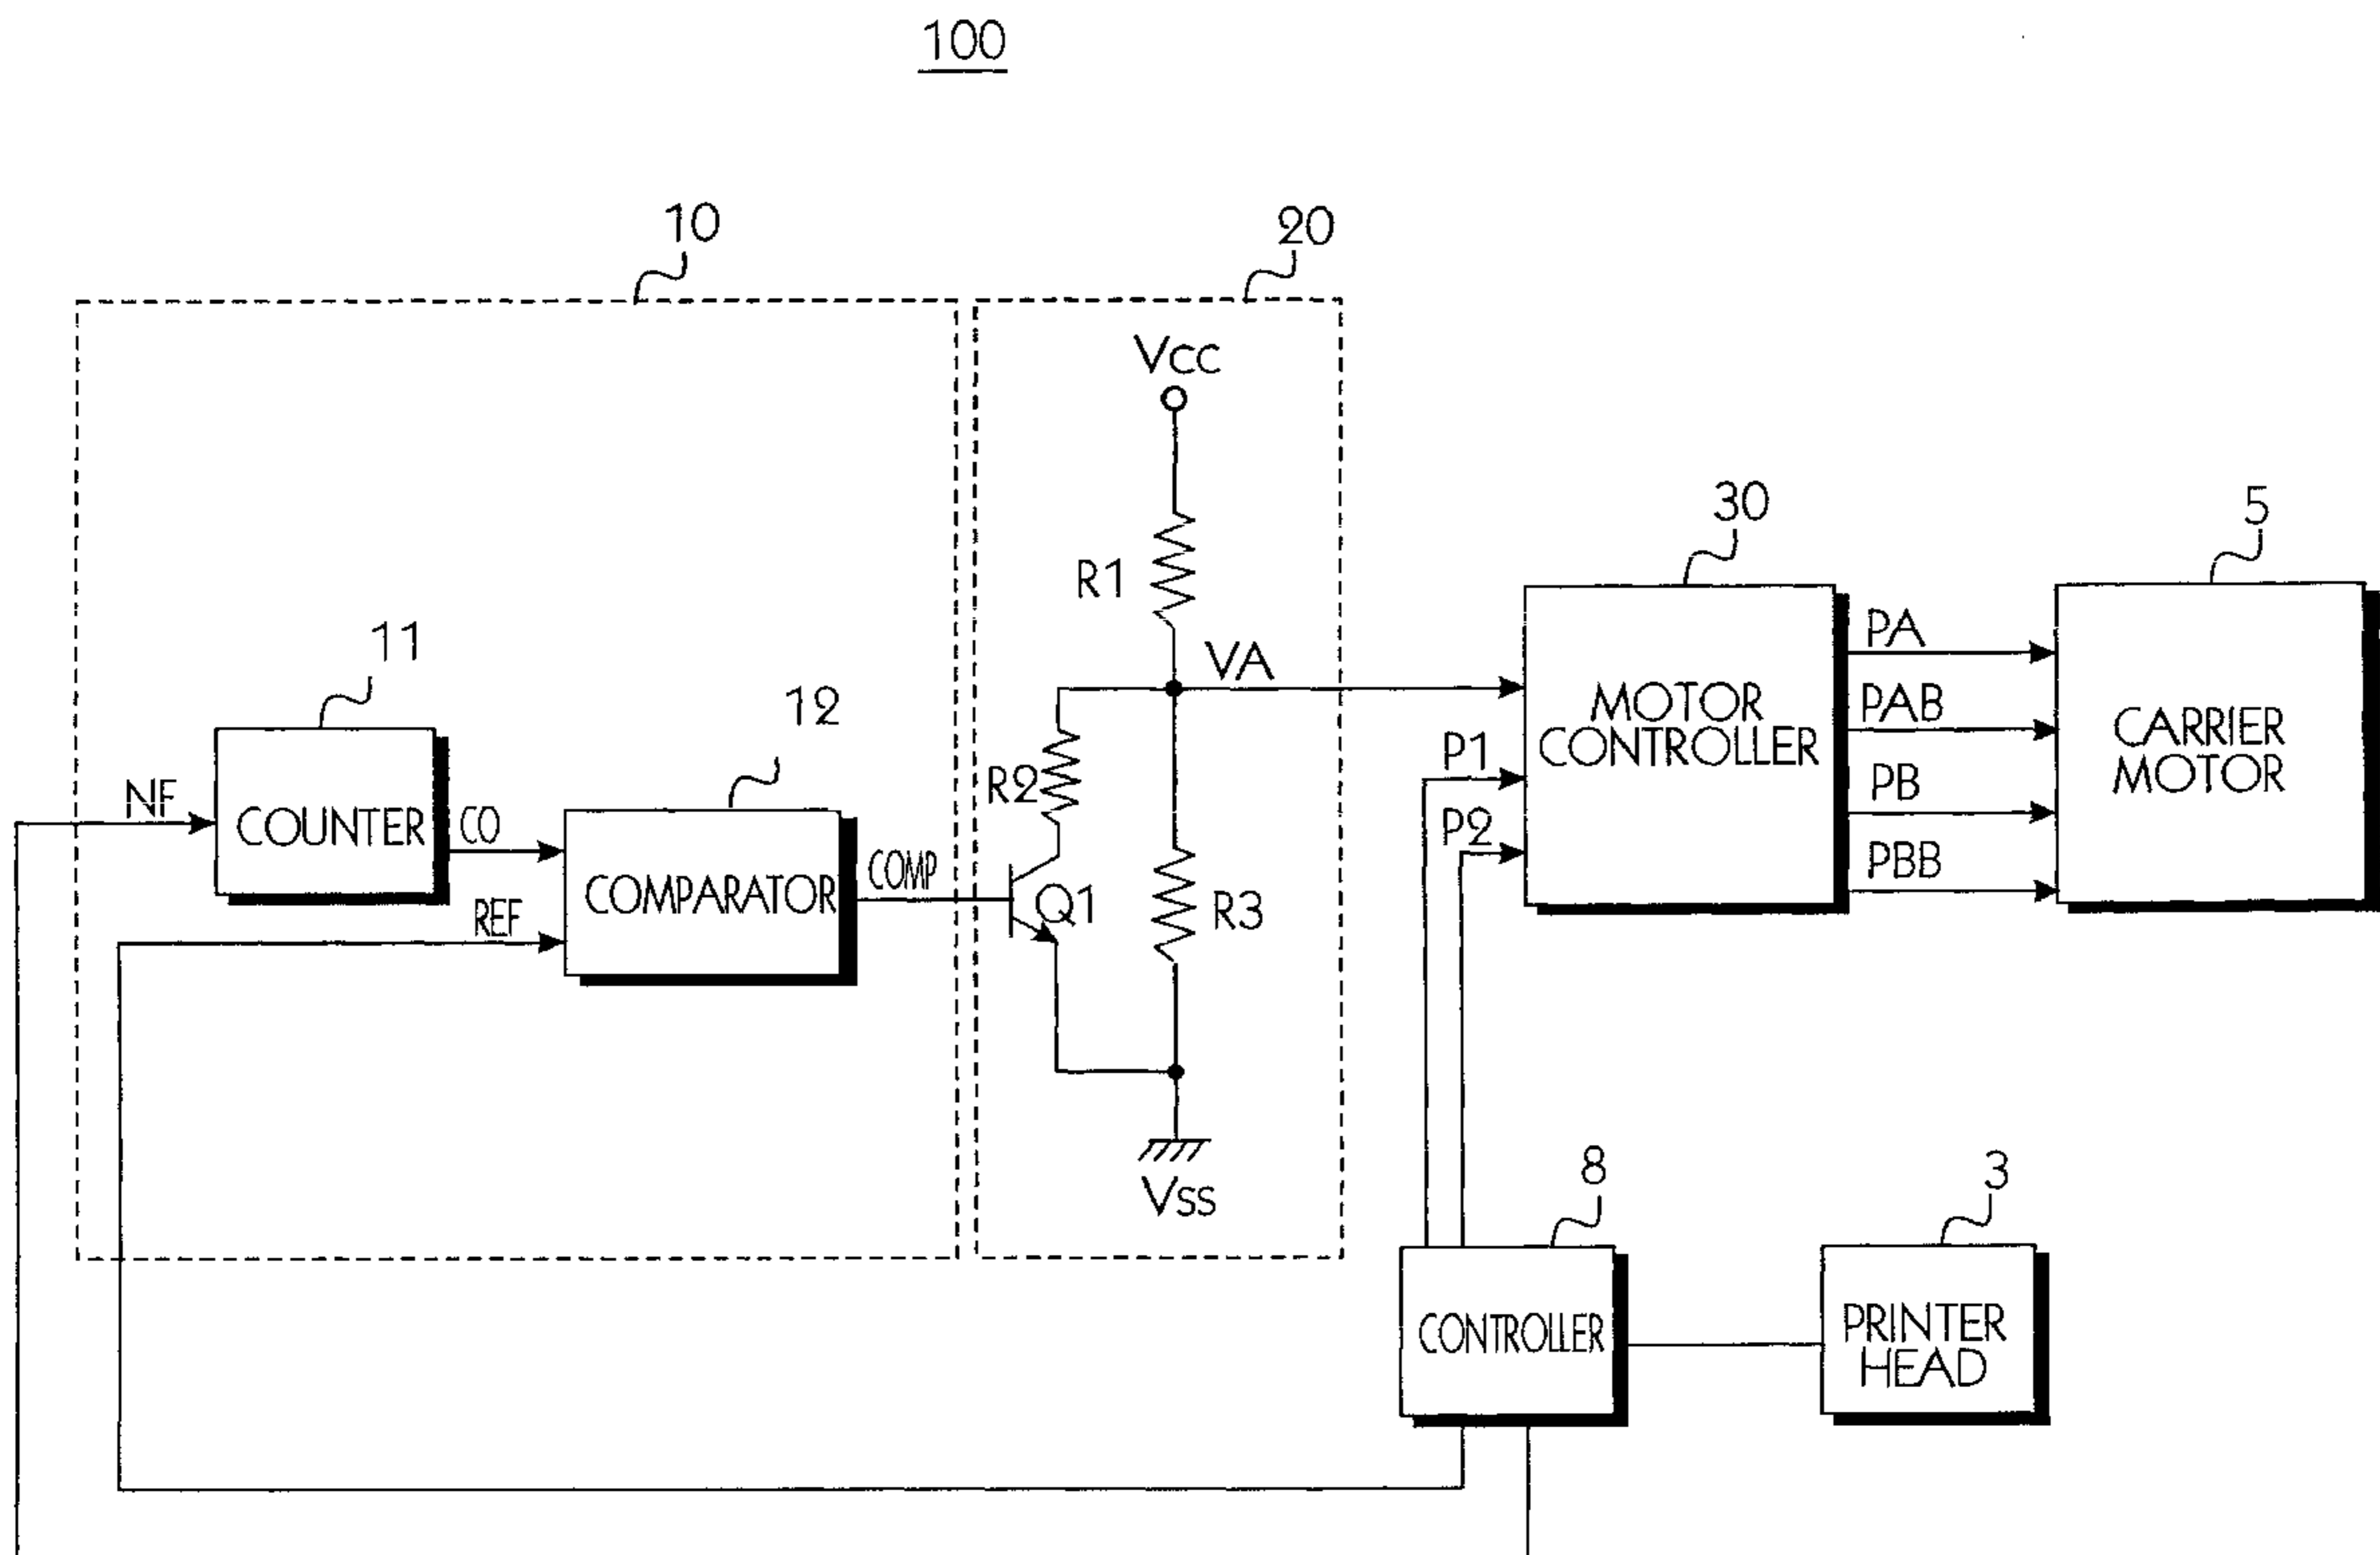 100
10
20
VCC
30
5
R1
PA
11
VA
12
MOTOR
CONTROLLER
PAB
CARRIER
MOTOR
P1
R2
NF
PB
COUNTER
CO
P2
COMP
PBB
COMPARATOR
Q1
R3
REF
8
3
VSS
CONTROLLER
PRINTER
HEAD